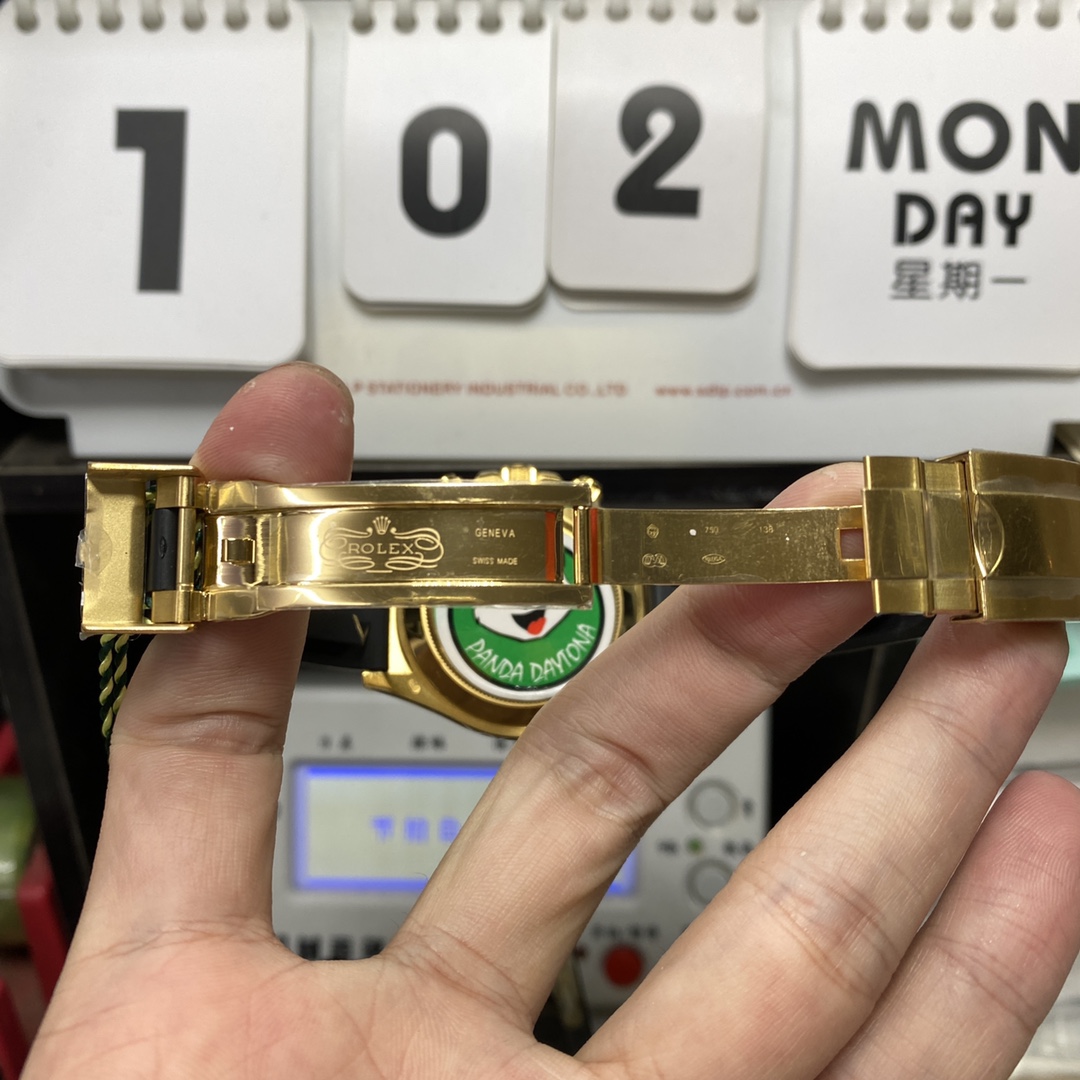 1
0
2
MON
DAY
星期一
P STATIONERY INDUSTRIAL CO.,LTD
www.sdlp.com.cn
ROLEX
GENEVA
SWISS MADE
750
PANDA DAYTONA